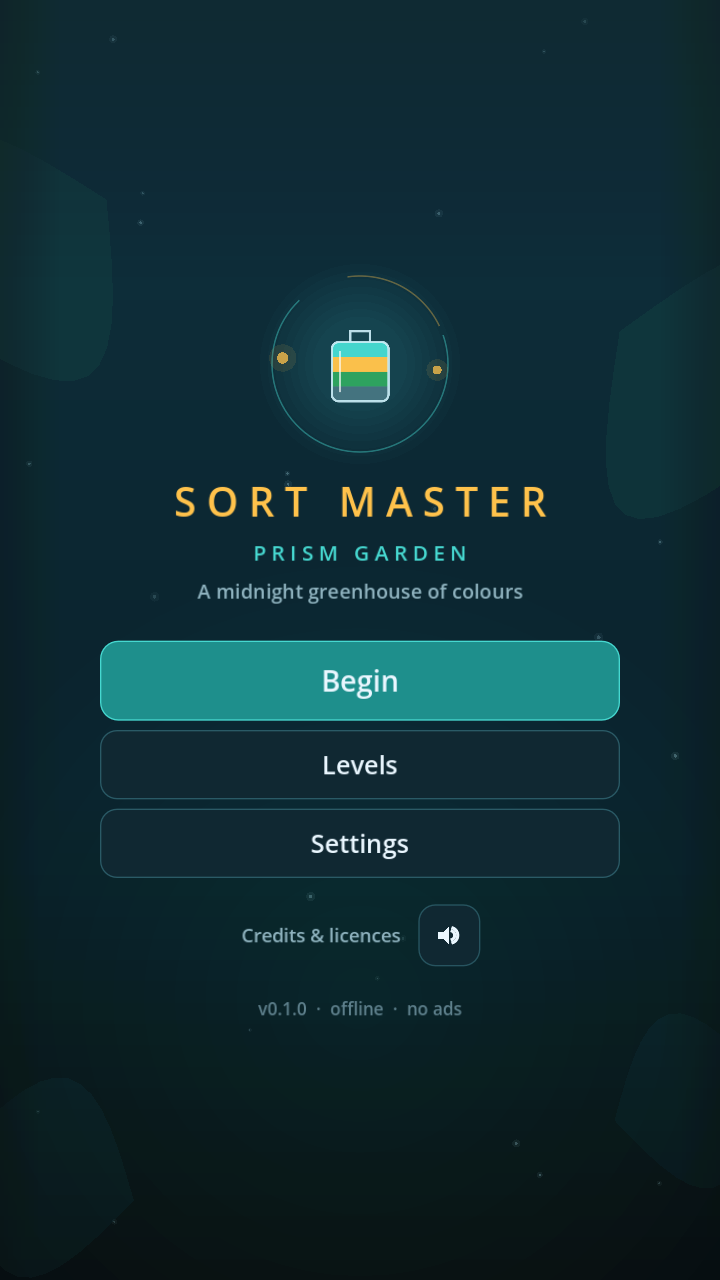 SORT MASTER
PRISM GARDEN
A midnight greenhouse of colours
Begin
Levels
Settings
Credits & licences
v0.1.0 · offline · no ads